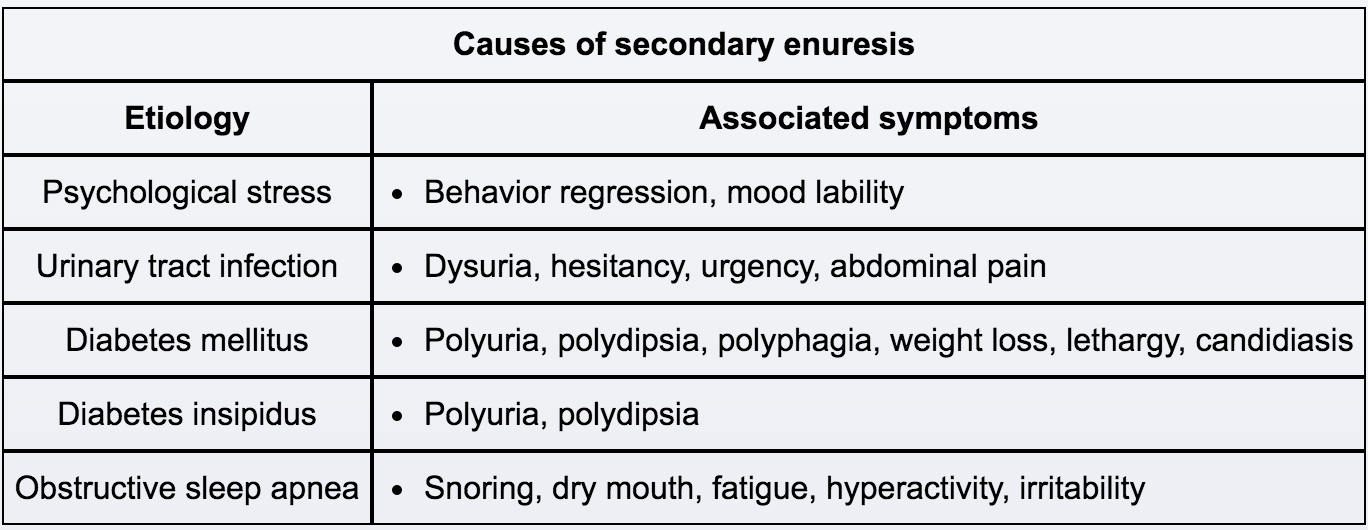 Causes of secondary enuresis
Etiology Associated symptoms
Psychological stress • Behavior regression, mood lability
Urinary tract infection • Dysuria, hesitancy, urgency, abdominal pain
Diabetes mellitus • Polyuria, polydipsia, polyphagia, weight loss, lethargy, candidiasis
Diabetes insipidus • Polyuria, polydipsia
Obstructive sleep apnea • Snoring, dry mouth, fatigue, hyperactivity, irritability